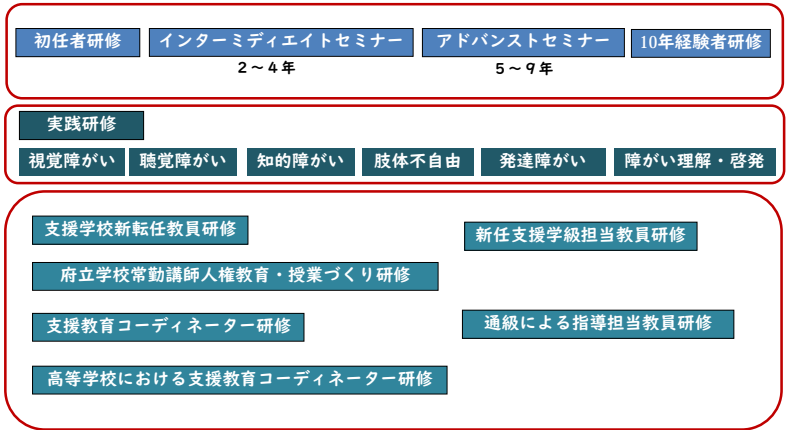 初任者研修 インターミディエイトセミナー アドバンストセミナー 10年経験者研修
2～4年 5～9年
実践研修
視覚障がい 聴覚障がい 知的障がい 肢体不自由 発達障がい 障がい理解・啓発
支援学校新転任教員研修 新任支援学級担当教員研修
府立学校常勤講師人権教育・授業づくり研修
支援教育コーディネーター研修 通級による指導担当教員研修
高等学校における支援教育コーディネーター研修